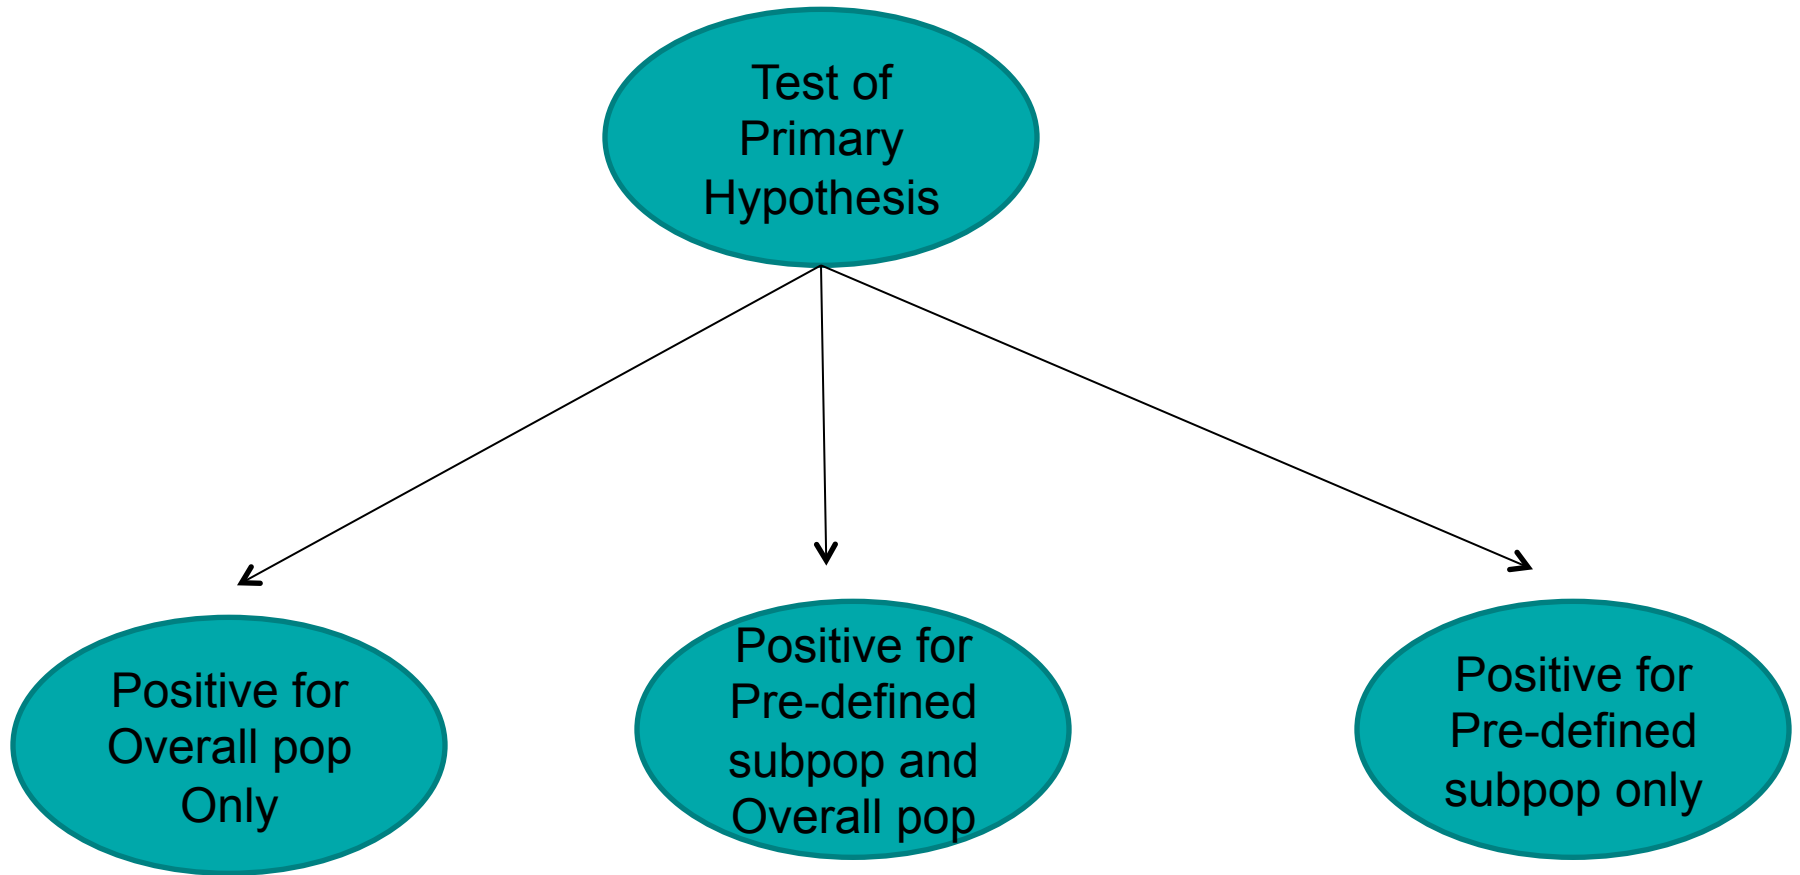 Test of
Primary
Hypothesis
Positive for
Overall pop
Only
Positive for
Pre-defined
subpop and
Overall pop
Positive for
Pre-defined
subpop only